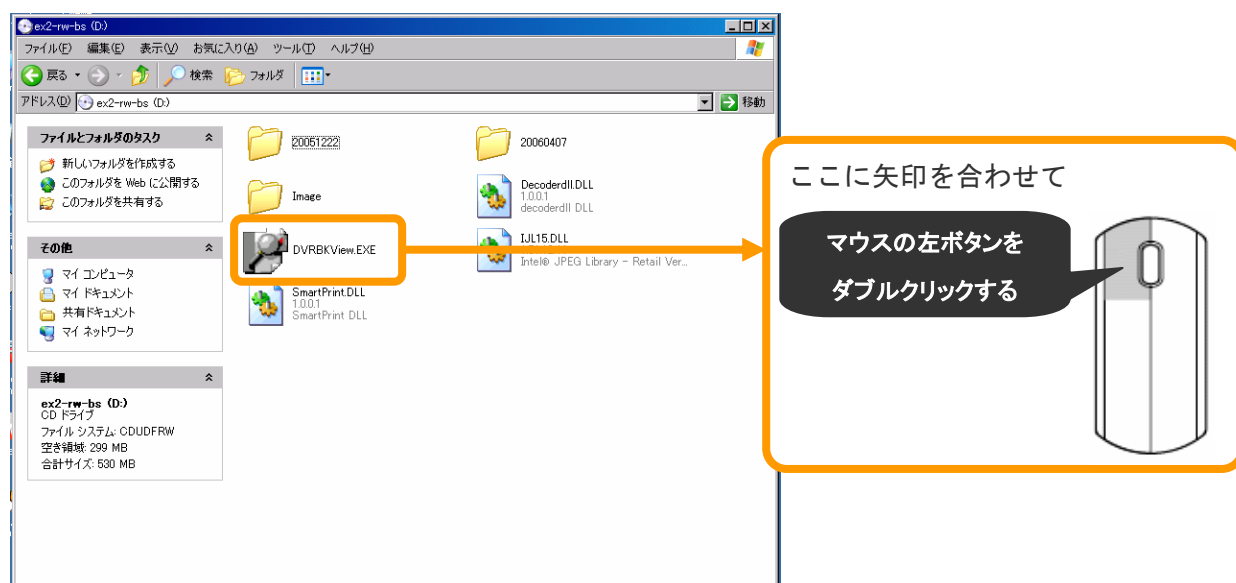 ex2-rw-bs (D:)
ファイル(F) 編集(E) 表示(V) お気に入り(A) ツール(T) ヘルプ(H)
戻る 検索 フォルダ
アドレス(D) ex2-rw-bs (D:) 移動
ファイルとフォルダのタスク
新しいフォルダを作成する
このフォルダを Web に公開する
このフォルダを共有する
その他
マイ コンピュータ
マイ ドキュメント
共有ドキュメント
マイ ネットワーク
詳細
ex2-rw-bs (D:)
CD ドライブ
ファイル システム: CDUDFRW
空き領域: 299 MB
合計サイズ: 530 MB
20051222
20060407
Image
Decoderdll.DLL
1.0.0.1
decoderdll DLL
DVRBKView.EXE
IJL15.DLL
Intel® JPEG Library - Retail Ver...
SmartPrint.DLL
1.0.0.1
SmartPrint DLL
ここに矢印を合わせて
マウスの左ボタンを
ダブルクリックする